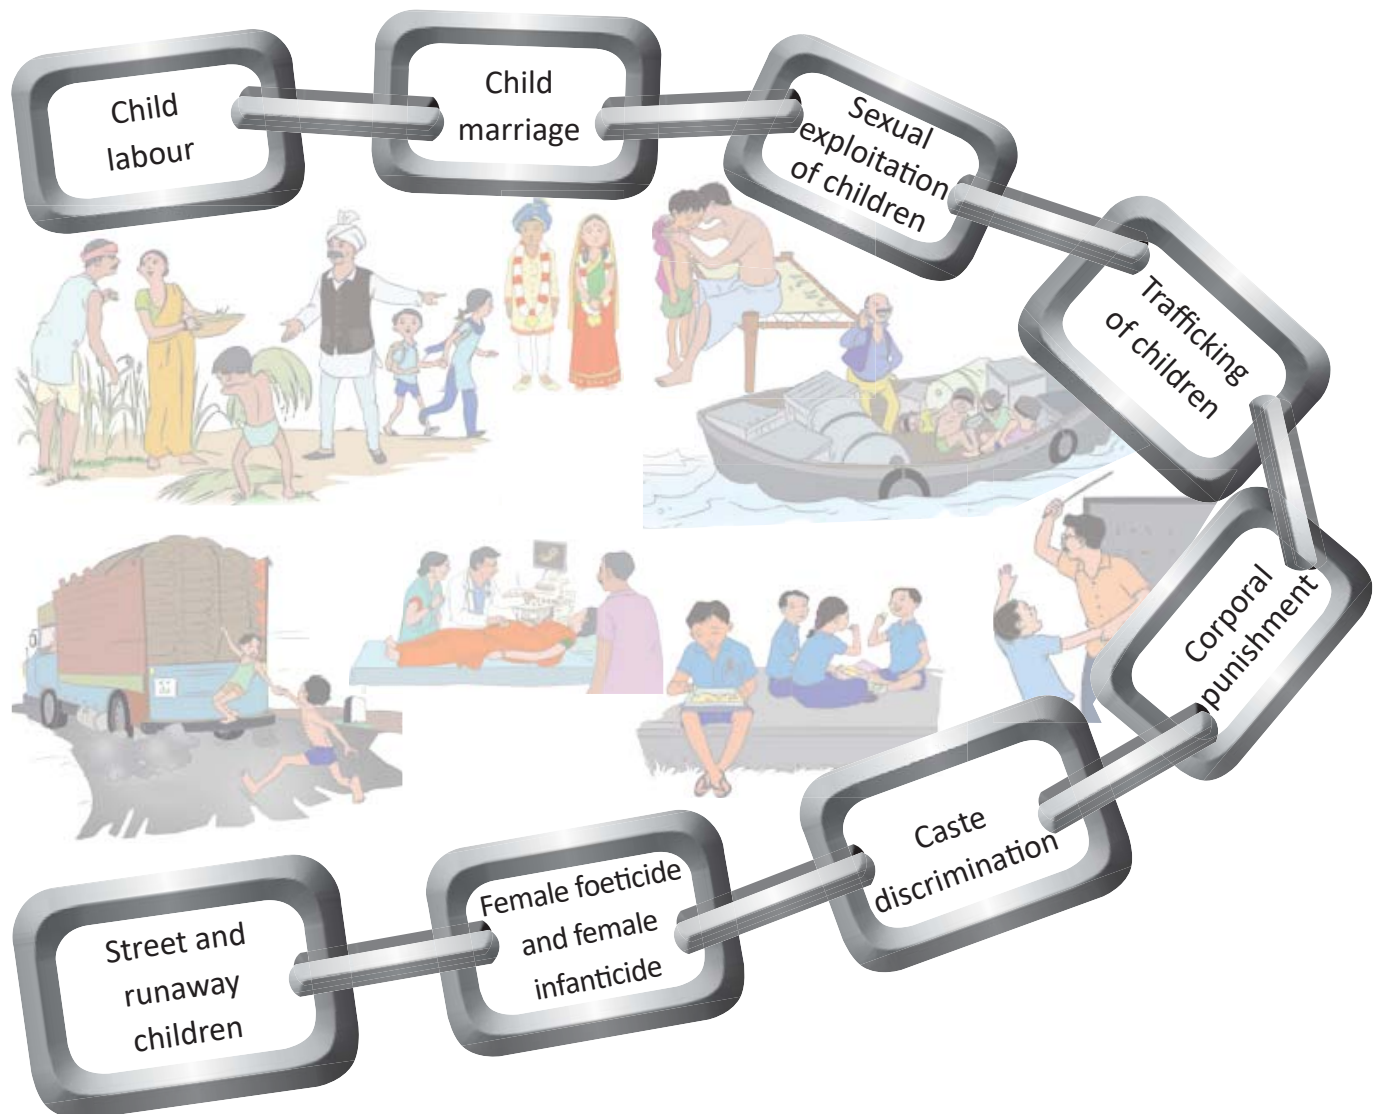 Child
labour
Child
marriage
Sexual
exploitation
of children
Trafficking
of children
Corporal
punishment
Caste
discrimination
Female foeticide
and female
infanticide
Street and
runaway
children